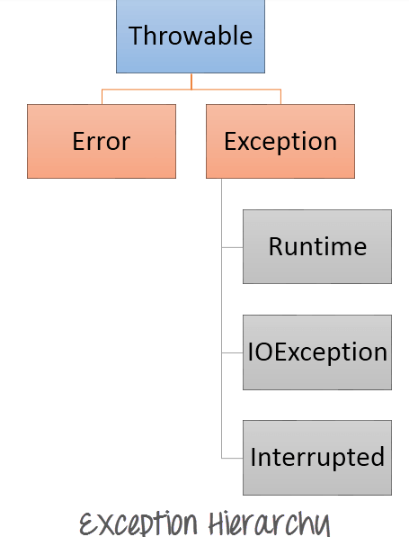 Throwable
Error
Exception
Runtime
IOException
Interrupted
Exception Hierarchy